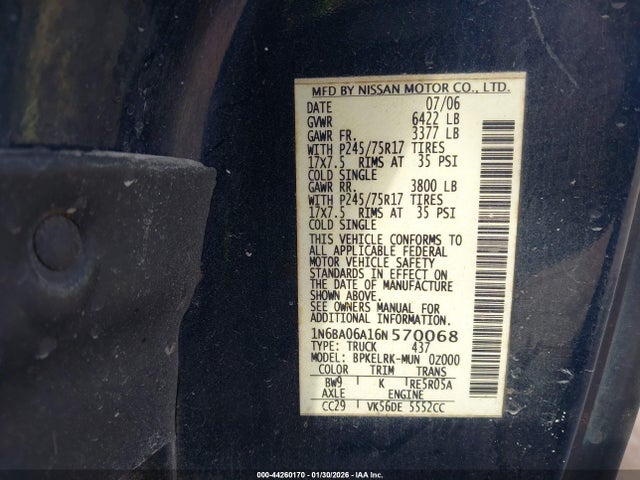 MFD BY NISSAN MOTOR CO., LTD.
DATE 07/06
GVWR 6422 LB
GAWR FR. 3377 LB
WITH P245/75R17 TIRES
17x7.5 RIMS AT 35 PSI
COLD SINGLE
GAWR RR. 3800 LB
WITH P245/75R17 TIRES
17x7.5 RIMS AT 35 PSI
COLD SINGLE
THIS VEHICLE CONFORMS TO
ALL APPLICABLE FEDERAL
MOTOR VEHICLE SAFETY
STANDARDS IN EFFECT ON
THE DATE OF MANUFACTURE
SHOWN ABOVE.
SEE OWNERS MANUAL FOR
ADDITIONAL INFORMATION
1N6BA06A16N570068
TYPE: TRUCK 437
MODEL: BPKELRK-MUN 0Z000
COLOR TRIM TRANS
BW9 K RE5R05A
AXLE ENGINE
CC29 VK56DE 5552CC
000-44260170 - 01/30/2026 - IAA Inc.